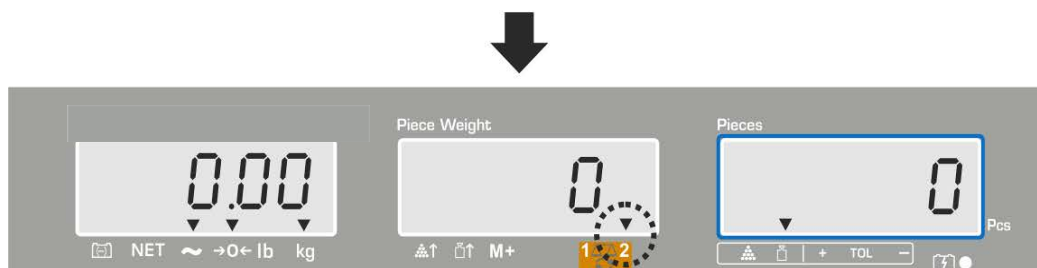 Piece Weight Pieces
0.00 0 0
Pcs
NET ~ →0← lb kg M+ 1 2 + TOL −